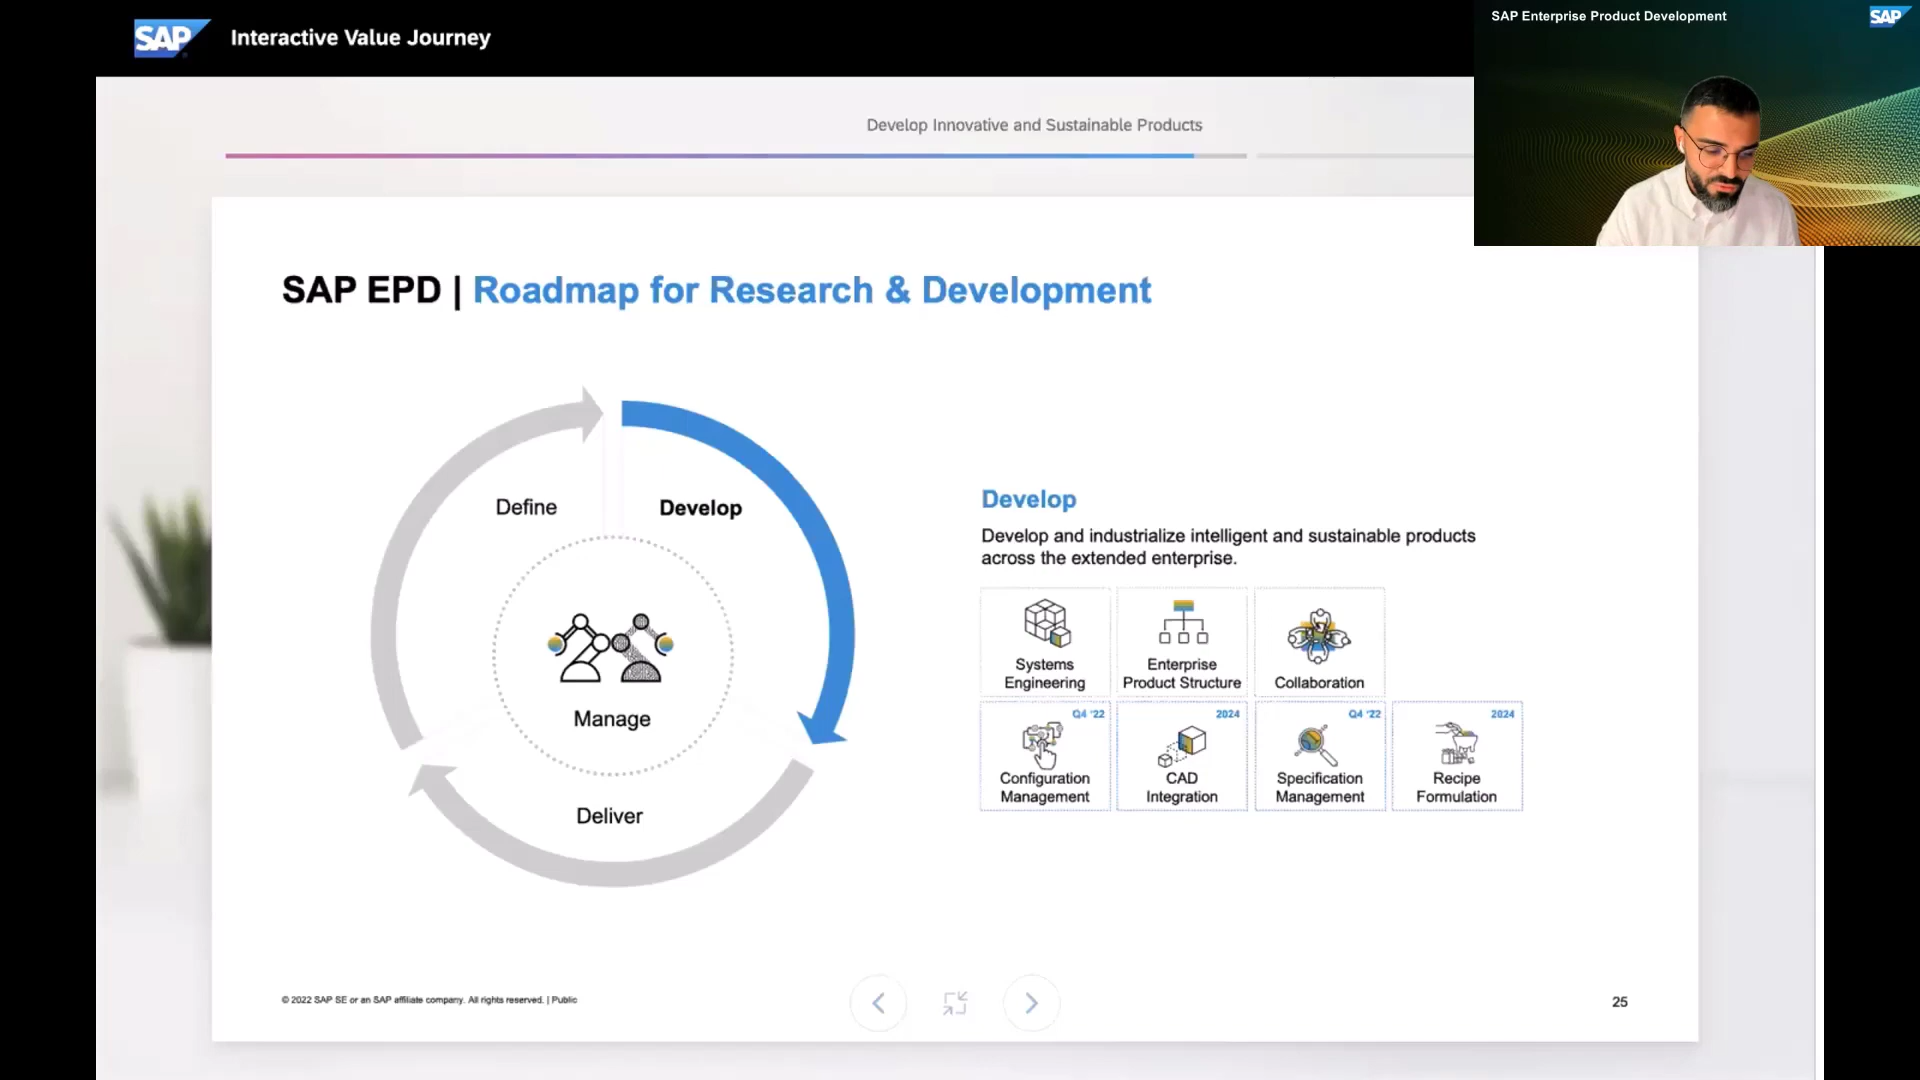 SAP
Interactive Value Journey
SAP Enterprise Product Development
SAP
Develop Innovative and Sustainable Products
SAP EPD | Roadmap for Research & Development
Define
Develop
Manage
Deliver
Develop
Develop and industrialize intelligent and sustainable products
across the extended enterprise.
Systems
Engineering
Enterprise
Product Structure
Collaboration
Q4 '22
Configuration
Management
2024
CAD
Integration
Q4 '22
Specification
Management
2024
Recipe
Formulation
© 2022 SAP SE or an SAP affiliate company. All rights reserved. | Public
25